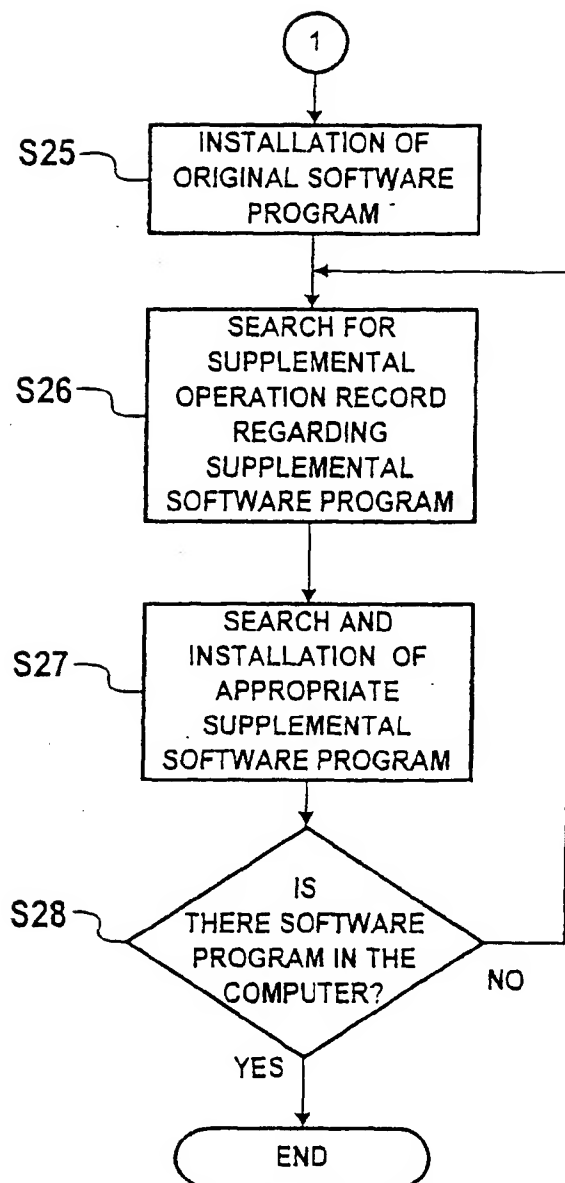 1
S25
INSTALLATION OF
ORIGINAL SOFTWARE
PROGRAM
S26
SEARCH FOR
SUPPLEMENTAL
OPERATION RECORD
REGARDING
SUPPLEMENTAL
SOFTWARE PROGRAM
S27
SEARCH AND
INSTALLATION OF
APPROPRIATE
SUPPLEMENTAL
SOFTWARE PROGRAM
S28
IS
THERE SOFTWARE
PROGRAM IN THE
COMPUTER?
NO
YES
END